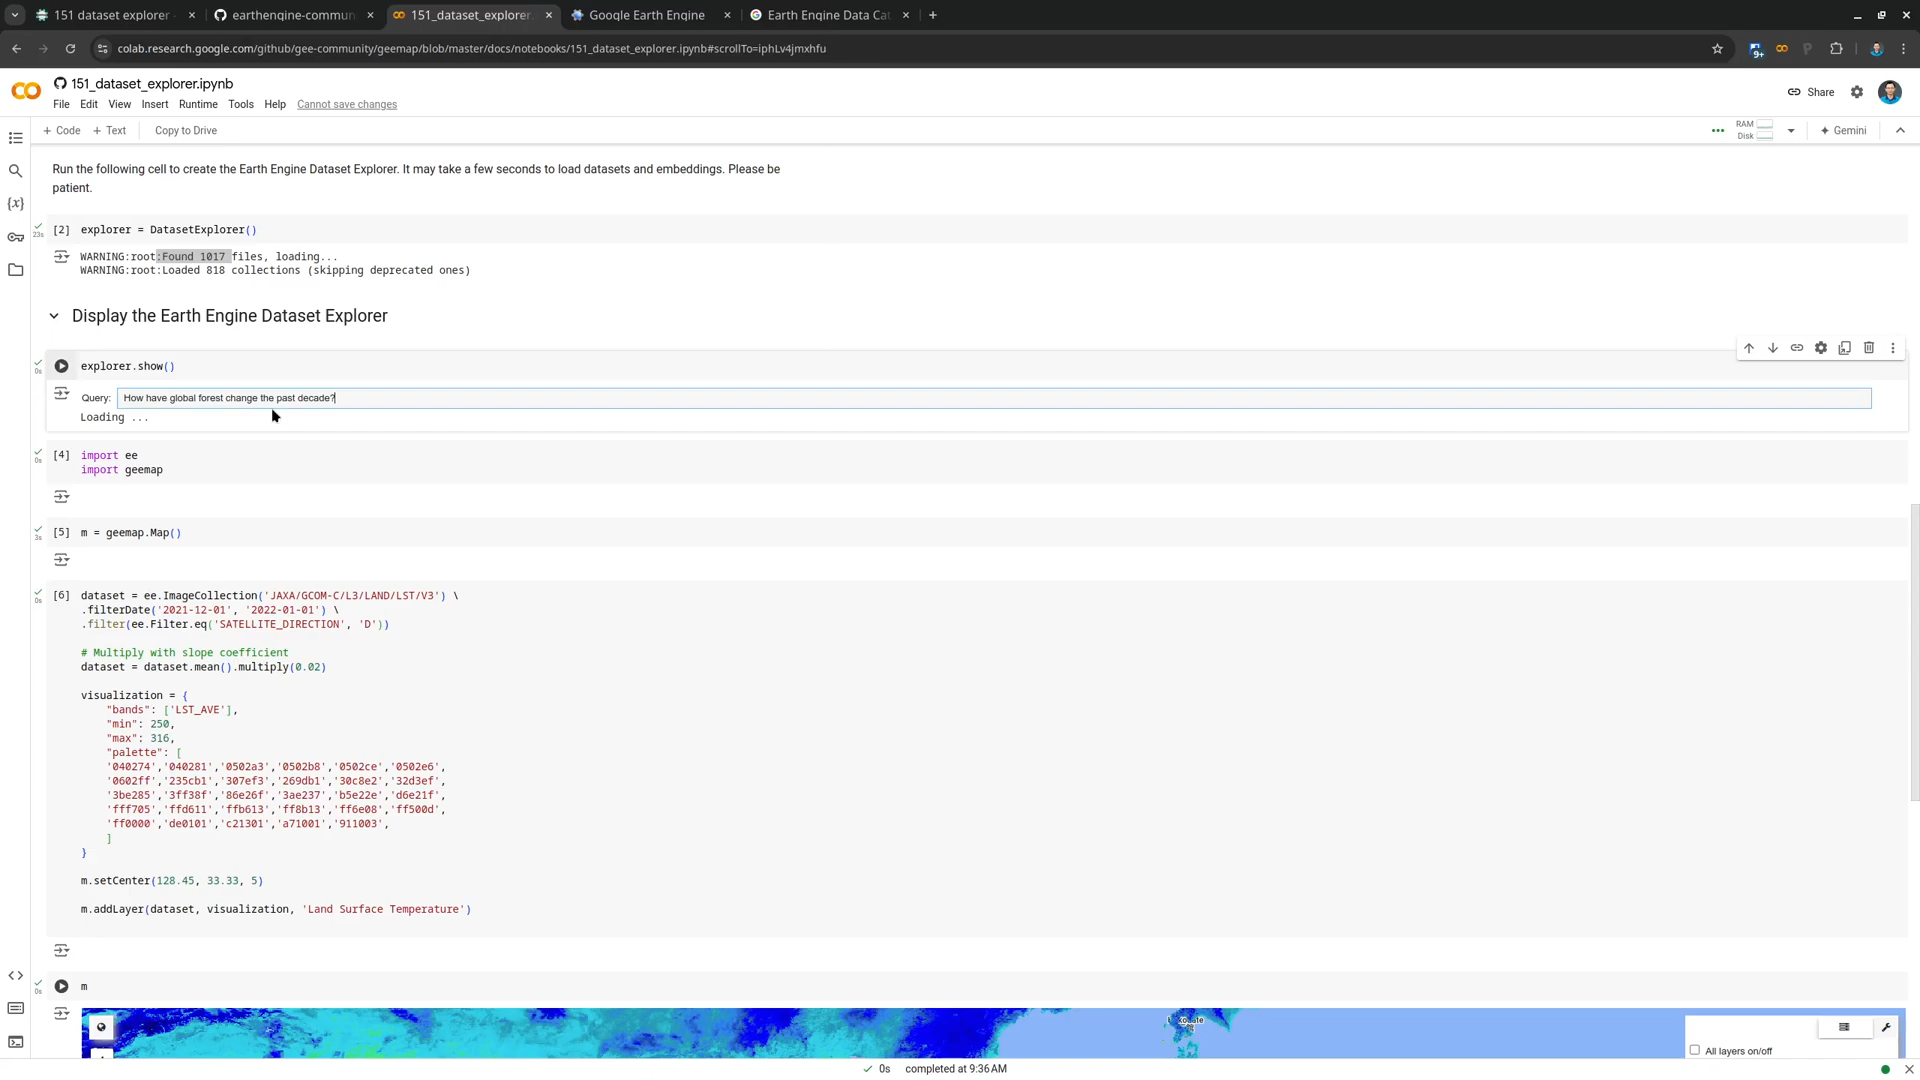 151 dataset explorer
earthengine-commun
151_dataset_explorer.
Google Earth Engine
Earth Engine Data Cat
colab.research.google.com/github/gee-community/geemap/blob/master/docs/notebooks/151_dataset_explorer.ipynb#scrollTo=iphLv4jmxhfu
9+
151_dataset_explorer.ipynb
Share
File Edit View Insert Runtime Tools Help Cannot save changes
+ Code + Text Copy to Drive
RAM
Disk
Gemini
Run the following cell to create the Earth Engine Dataset Explorer. It may take a few seconds to load datasets and embeddings. Please be
patient.
23s
[2] explorer = DatasetExplorer()
WARNING:root:Found 1017 files, loading...
WARNING:root:Loaded 818 collections (skipping deprecated ones)
Display the Earth Engine Dataset Explorer
0s
explorer.show()
Query: How have global forest change the past decade?
Loading ...
0s
[4] import ee
import geemap
3s
[5] m = geemap.Map()
0s
[6] dataset = ee.ImageCollection('JAXA/GCOM-C/L3/LAND/LST/V3') \
.filterDate('2021-12-01', '2022-01-01') \
.filter(ee.Filter.eq('SATELLITE_DIRECTION', 'D'))
# Multiply with slope coefficient
dataset = dataset.mean().multiply(0.02)
visualization = {
"bands": ['LST_AVE'],
"min": 250,
"max": 316,
"palette": [
'040274','040281','0502a3','0502b8','0502ce','0502e6',
'0602ff','235cb1','307ef3','269db1','30c8e2','32d3ef',
'3be285','3ff38f','86e26f','3ae237','b5e22e','d6e21f',
'fff705','ffd611','ffb613','ff8b13','ff6e08','ff500d',
'ff0000','de0101','c21301','a71001','911003',
]
}
m.setCenter(128.45, 33.33, 5)
m.addLayer(dataset, visualization, 'Land Surface Temperature')
0s
m
All layers on/off
0s completed at 9:36 AM